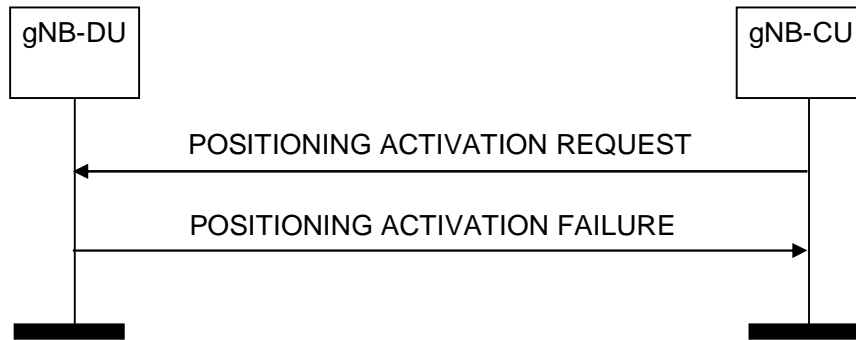 gNB-DU
gNB-CU
POSITIONING ACTIVATION REQUEST
POSITIONING ACTIVATION FAILURE